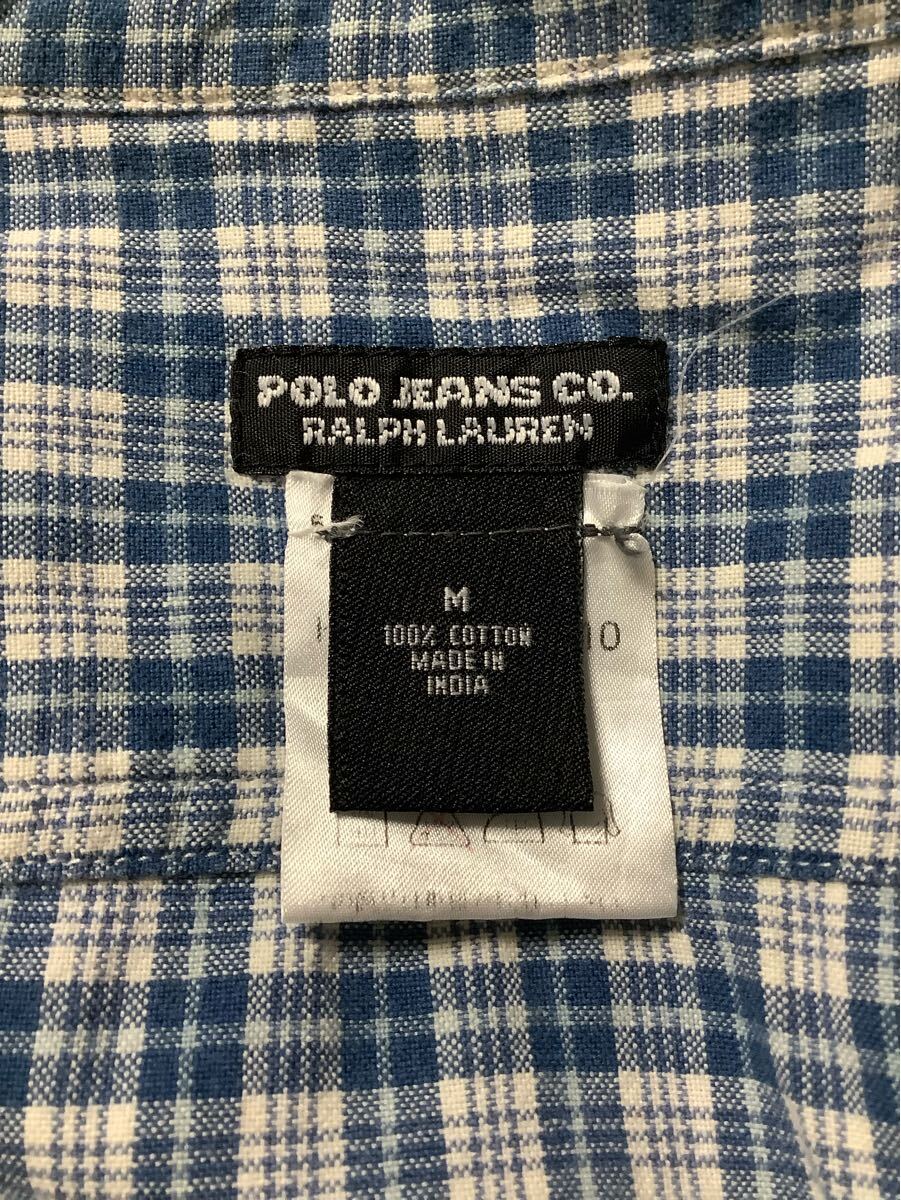 POLO JEANS CO.
RALPH LAUREN
M
100% COTTON
MADE IN
INDIA